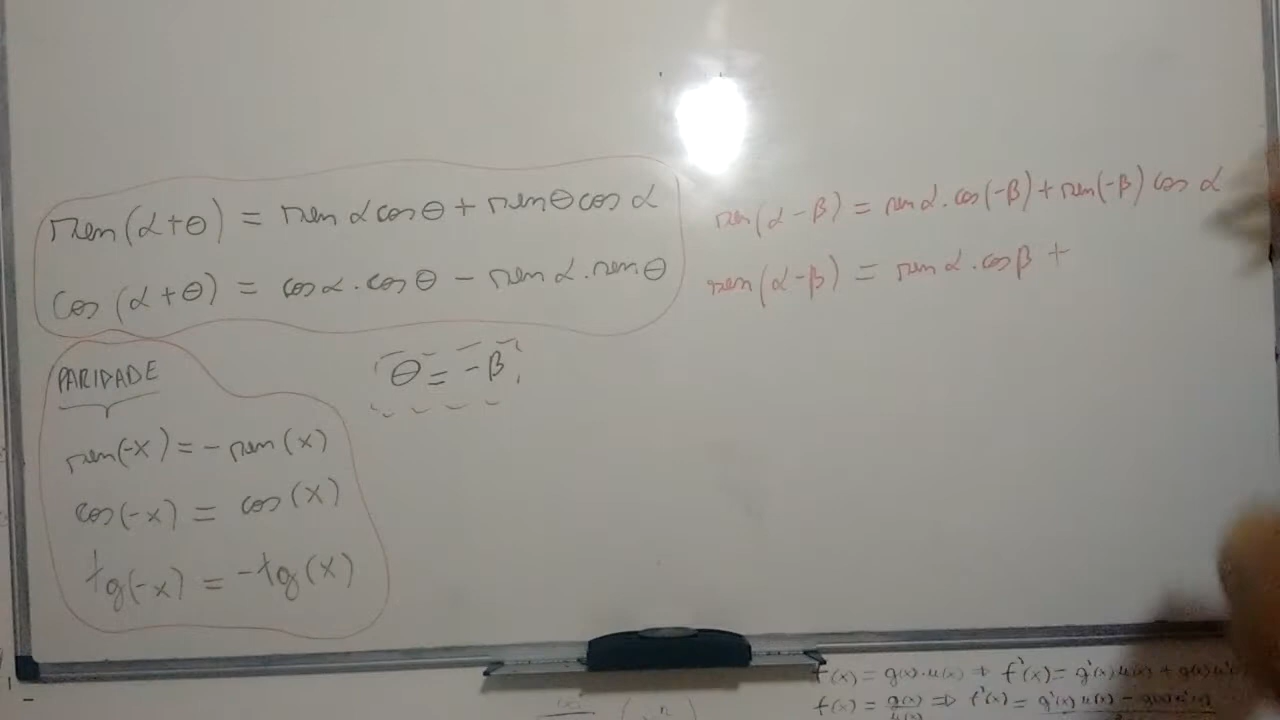 sen(α+θ) = sen α cos θ + sen θ cos α
cos(α+θ) = cos α . cos θ - sen α . sen θ
PARIDADE
sen(-x) = - sen(x)
cos(-x) = cos(x)
tg(-x) = -tg(x)
θ = -β
sen(α-β) = sen α . cos(-β) + sen(-β) cos α
sen(α-β) = sen α . cos β +
f(x) = g(x).u(x) → f'(x) = g'(x) u(x) + g(x) u'
f(x) = g(x)/u(x) ⇒ f'(x) = g'(x) u(x) - g(x) u'(x)